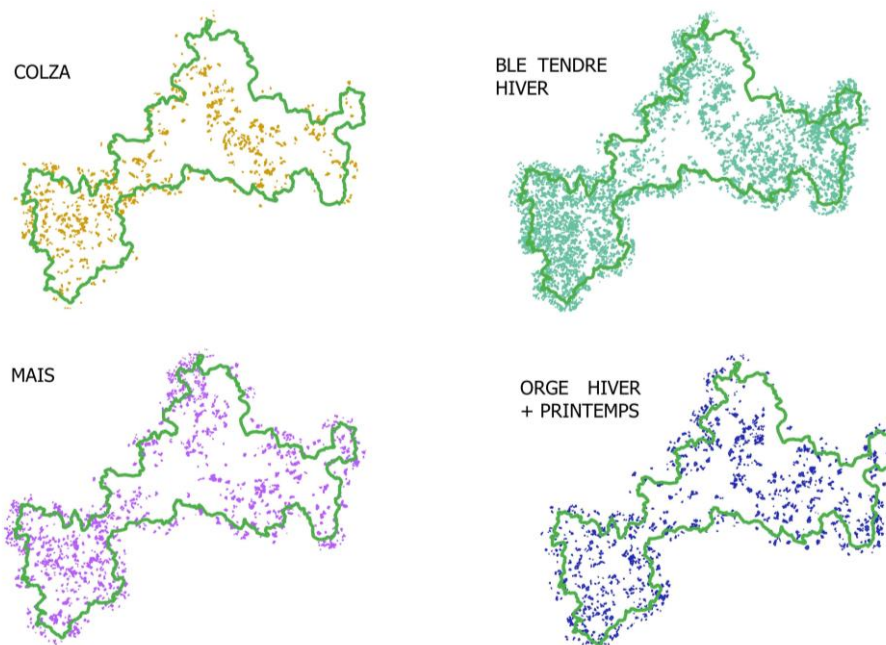 COLZA
BLE TENDRE
HIVER
MAIS
ORGE HIVER
+ PRINTEMPS